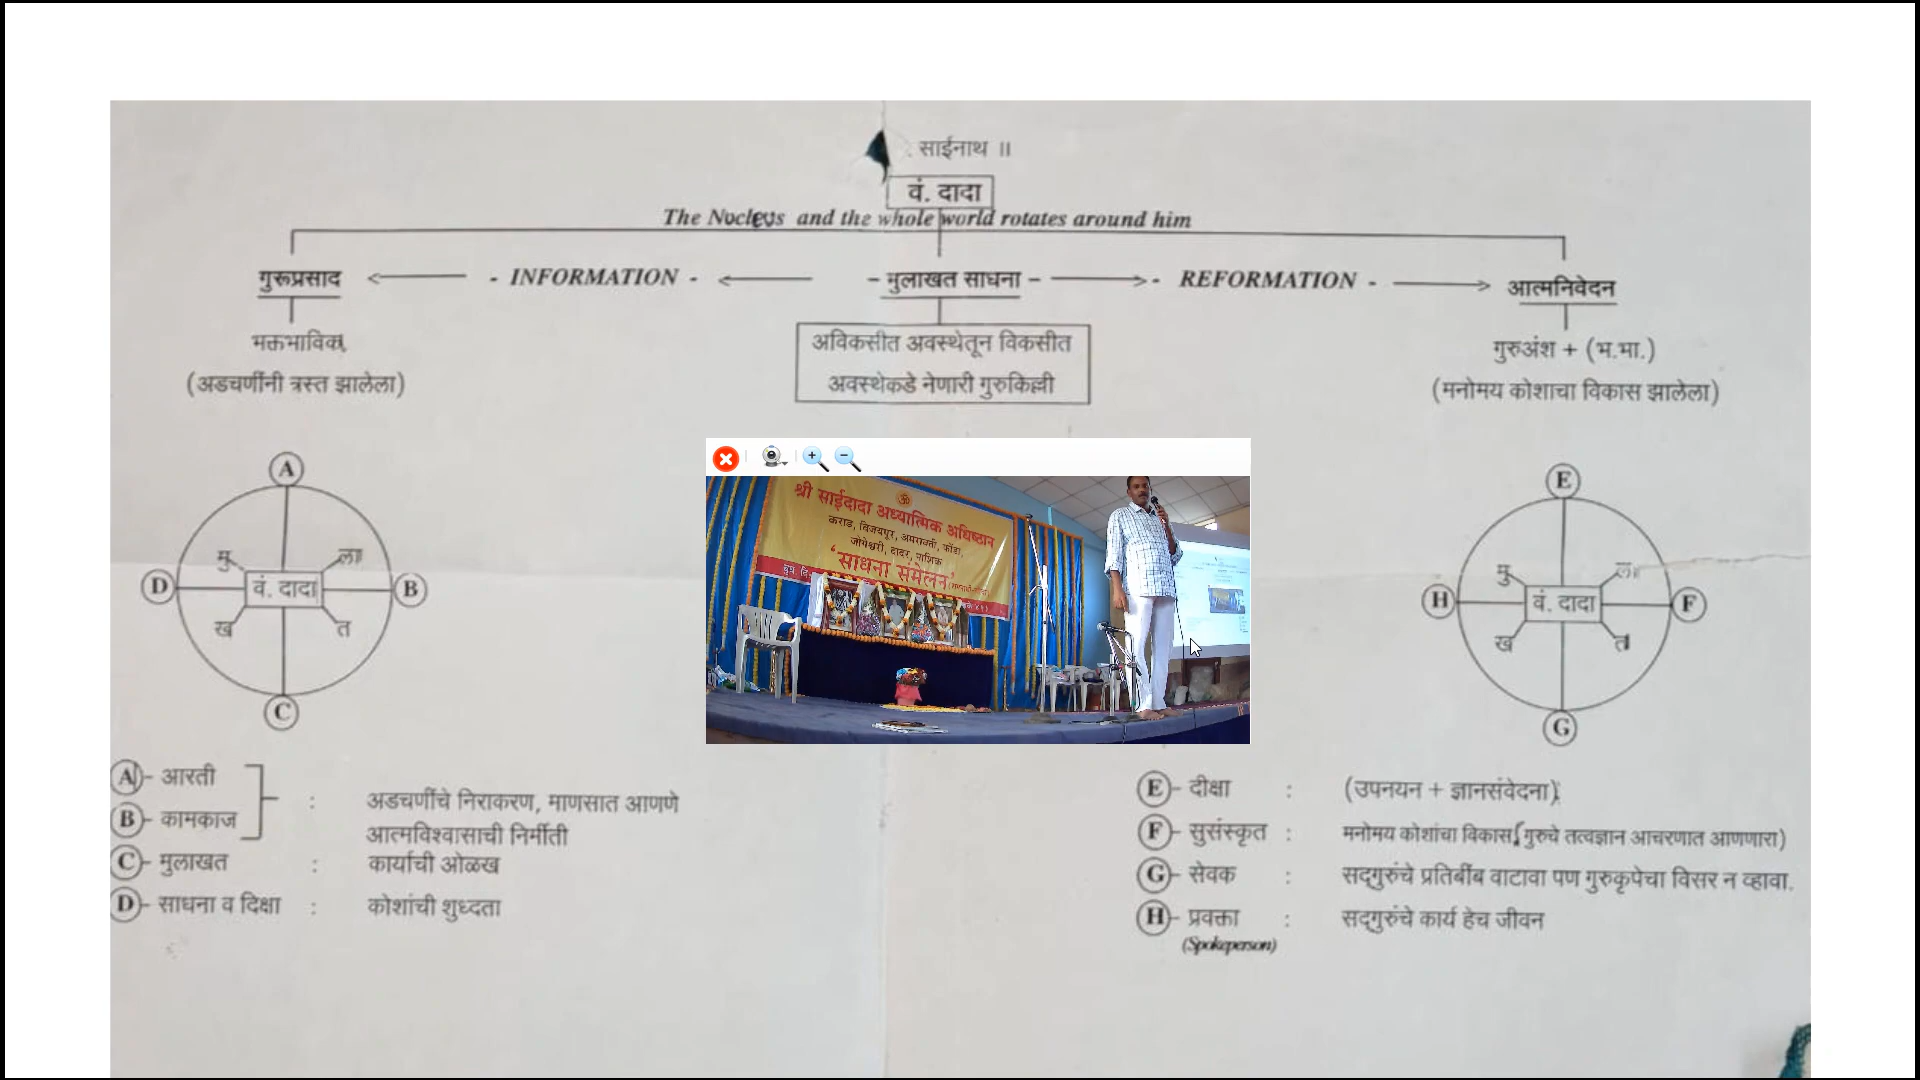 साईनाथ ॥
वं. दादा
The Nocleus and the whole world rotates around him
गुरूप्रसाद - INFORMATION - - मुलाखत साधना - - REFORMATION - आत्मनिवेदन
भक्तभाविक
(अडचणींनी त्रस्त झालेला)
अविकसीत अवस्थेतून विकसीत
अवस्थेकडे नेणारी गुरुकिल्ली
गुरुअंश + (भ.भा.)
(मनोमय कोशाचा विकास झालेला)
A
मु ला
D वं. दादा B
ख त
C
श्री साईदादा अध्यात्मिक अधिष्ठान
कराड, विजयपूर, अमरावती, कोंडा,
जोगेश्वरी, दादर, नाशिक
'साधना संमेलन'
E
मु ला
H वं. दादा F
ख त
G
A - आरती
B - कामकाज
: अडचणींचे निराकरण, माणसात आणणे
आत्मविश्वासाची निर्मीती
C - मुलाखत : कार्याची ओळख
D - साधना व दिक्षा : कोशांची शुध्दता
E - दीक्षा : (उपनयन + ज्ञानसंवेदना)
F - सुसंस्कृत : मनोमय कोशांचा विकास (गुरुचे तत्वज्ञान आचरणात आणणारा)
G - सेवक : सद्‌गुरुंचे प्रतिर्बीब वाटावा पण गुरुकृपेचा विसर न व्हावा.
H - प्रवक्ता : सद्‌गुरुंचे कार्य हेच जीवन
(Spokeperson)